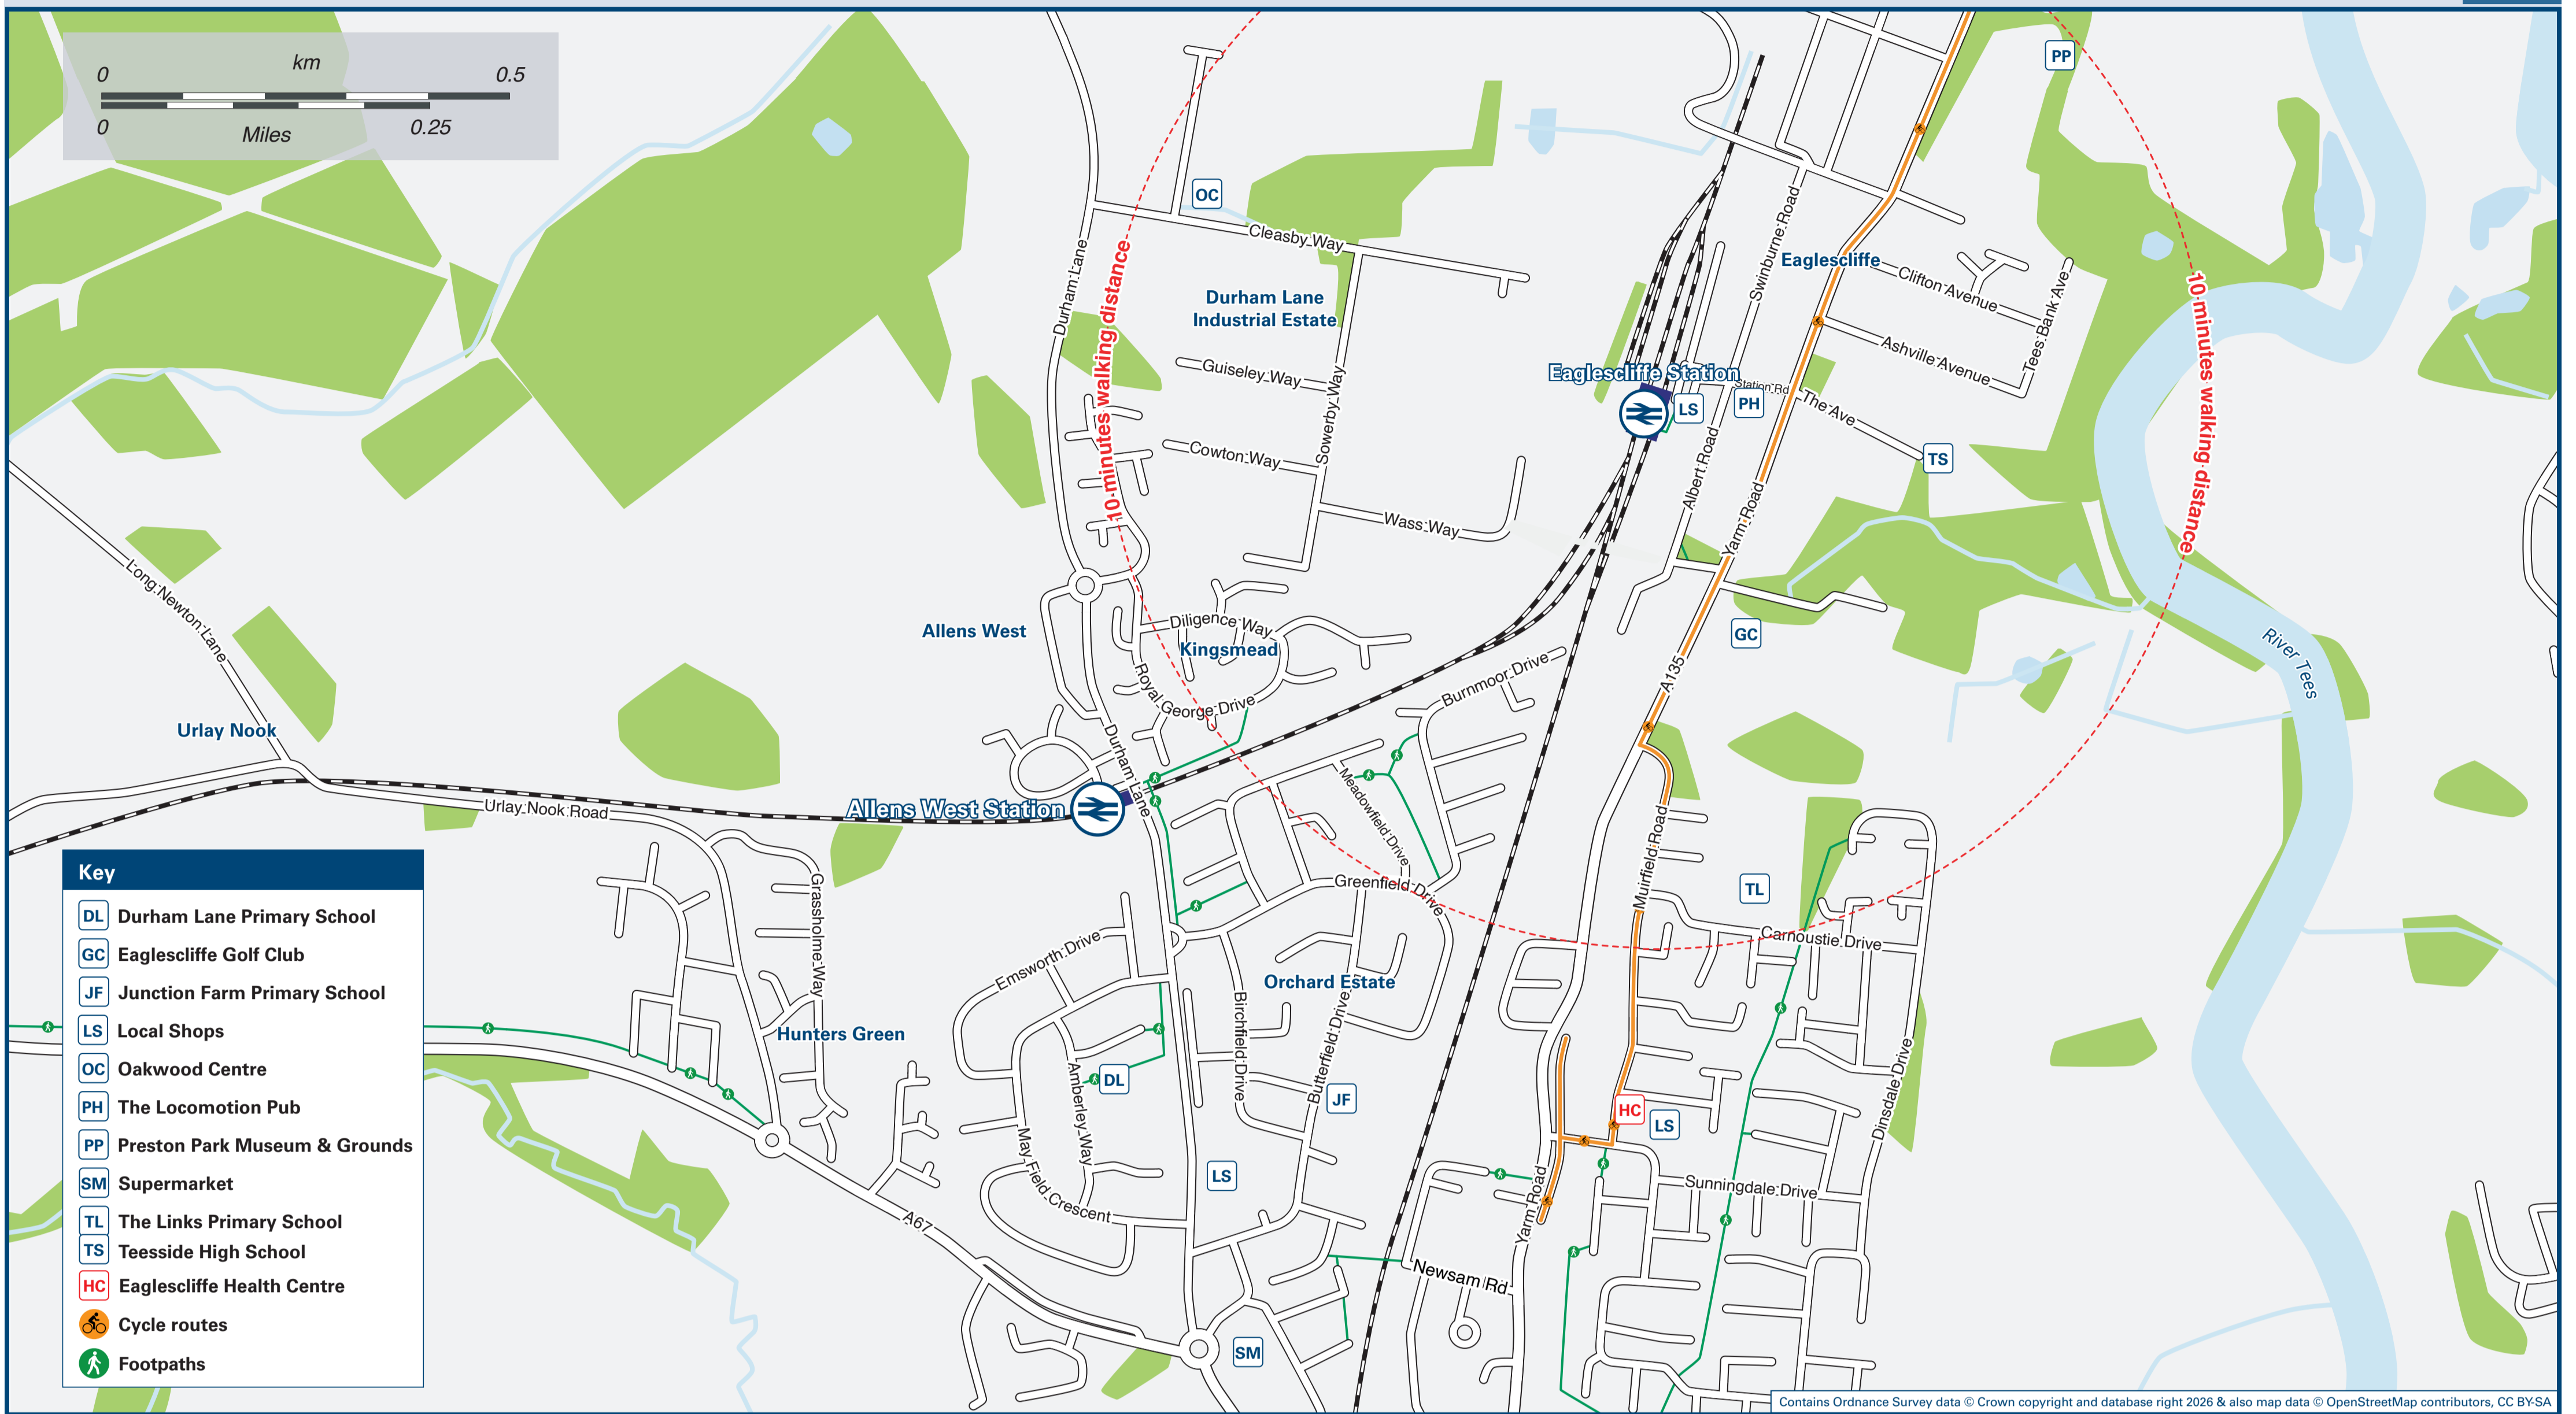 km
0
0.5
0
0.25
Miles
PP
OC
Cleasby Way
Durham Lane
Durham Lane
Industrial Estate
Guiseley Way
Sowerby Way
Cowton Way
Wass Way
10 minutes walking distance
Swinburne Road
Eaglescliffe
Clifton Avenue
Ashville Avenue
Tees Bank Ave
Eaglescliffe Station
Station Rd
LS
PH
The Ave
TS
Albert Road
Yarm Road
10 minutes walking distance
River Tees
Long Newton Lane
Urlay Nook
Allens West
Diligence Way
Kingsmead
Royal George Drive
Burnmoor Drive
A135
GC
Durham Lane
Allens West Station
Urlay Nook Road
Meadowfield Drive
Greenfield Drive
Muirfield Road
TL
Carnoustie Drive
Grassholme Way
Emsworth Drive
Orchard Estate
Hunters Green
Birchfield Drive
Butterfield Drive
Amberley Way
DL
JF
HC
LS
Dinsdale Drive
May Field Crescent
LS
Sunningdale Drive
Yarm Road
A67
Newsam Rd
SM
Key
DL Durham Lane Primary School
GC Eaglescliffe Golf Club
JF Junction Farm Primary School
LS Local Shops
OC Oakwood Centre
PH The Locomotion Pub
PP Preston Park Museum & Grounds
SM Supermarket
TL The Links Primary School
TS Teesside High School
HC Eaglescliffe Health Centre
Cycle routes
Footpaths
Contains Ordnance Survey data © Crown copyright and database right 2026 & also map data © OpenStreetMap contributors, CC BY-SA